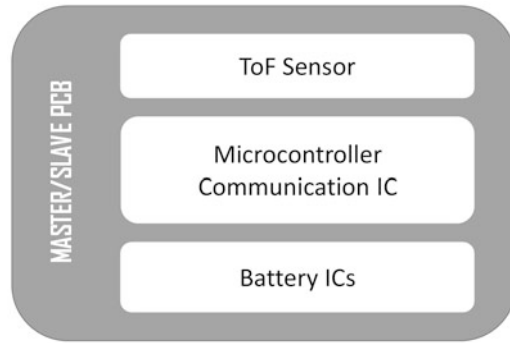 MASTER/SLAVE PCB
ToF Sensor
Microcontroller
Communication IC
Battery ICs